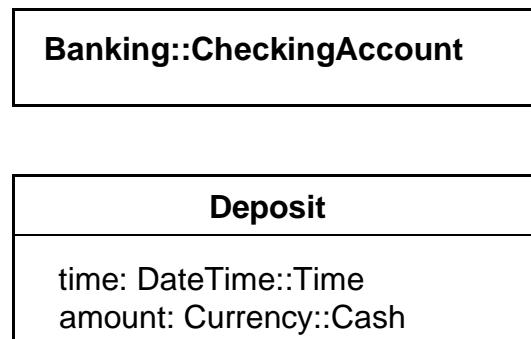 Banking::CheckingAccount
Deposit
time: DateTime::Time
amount: Currency::Cash